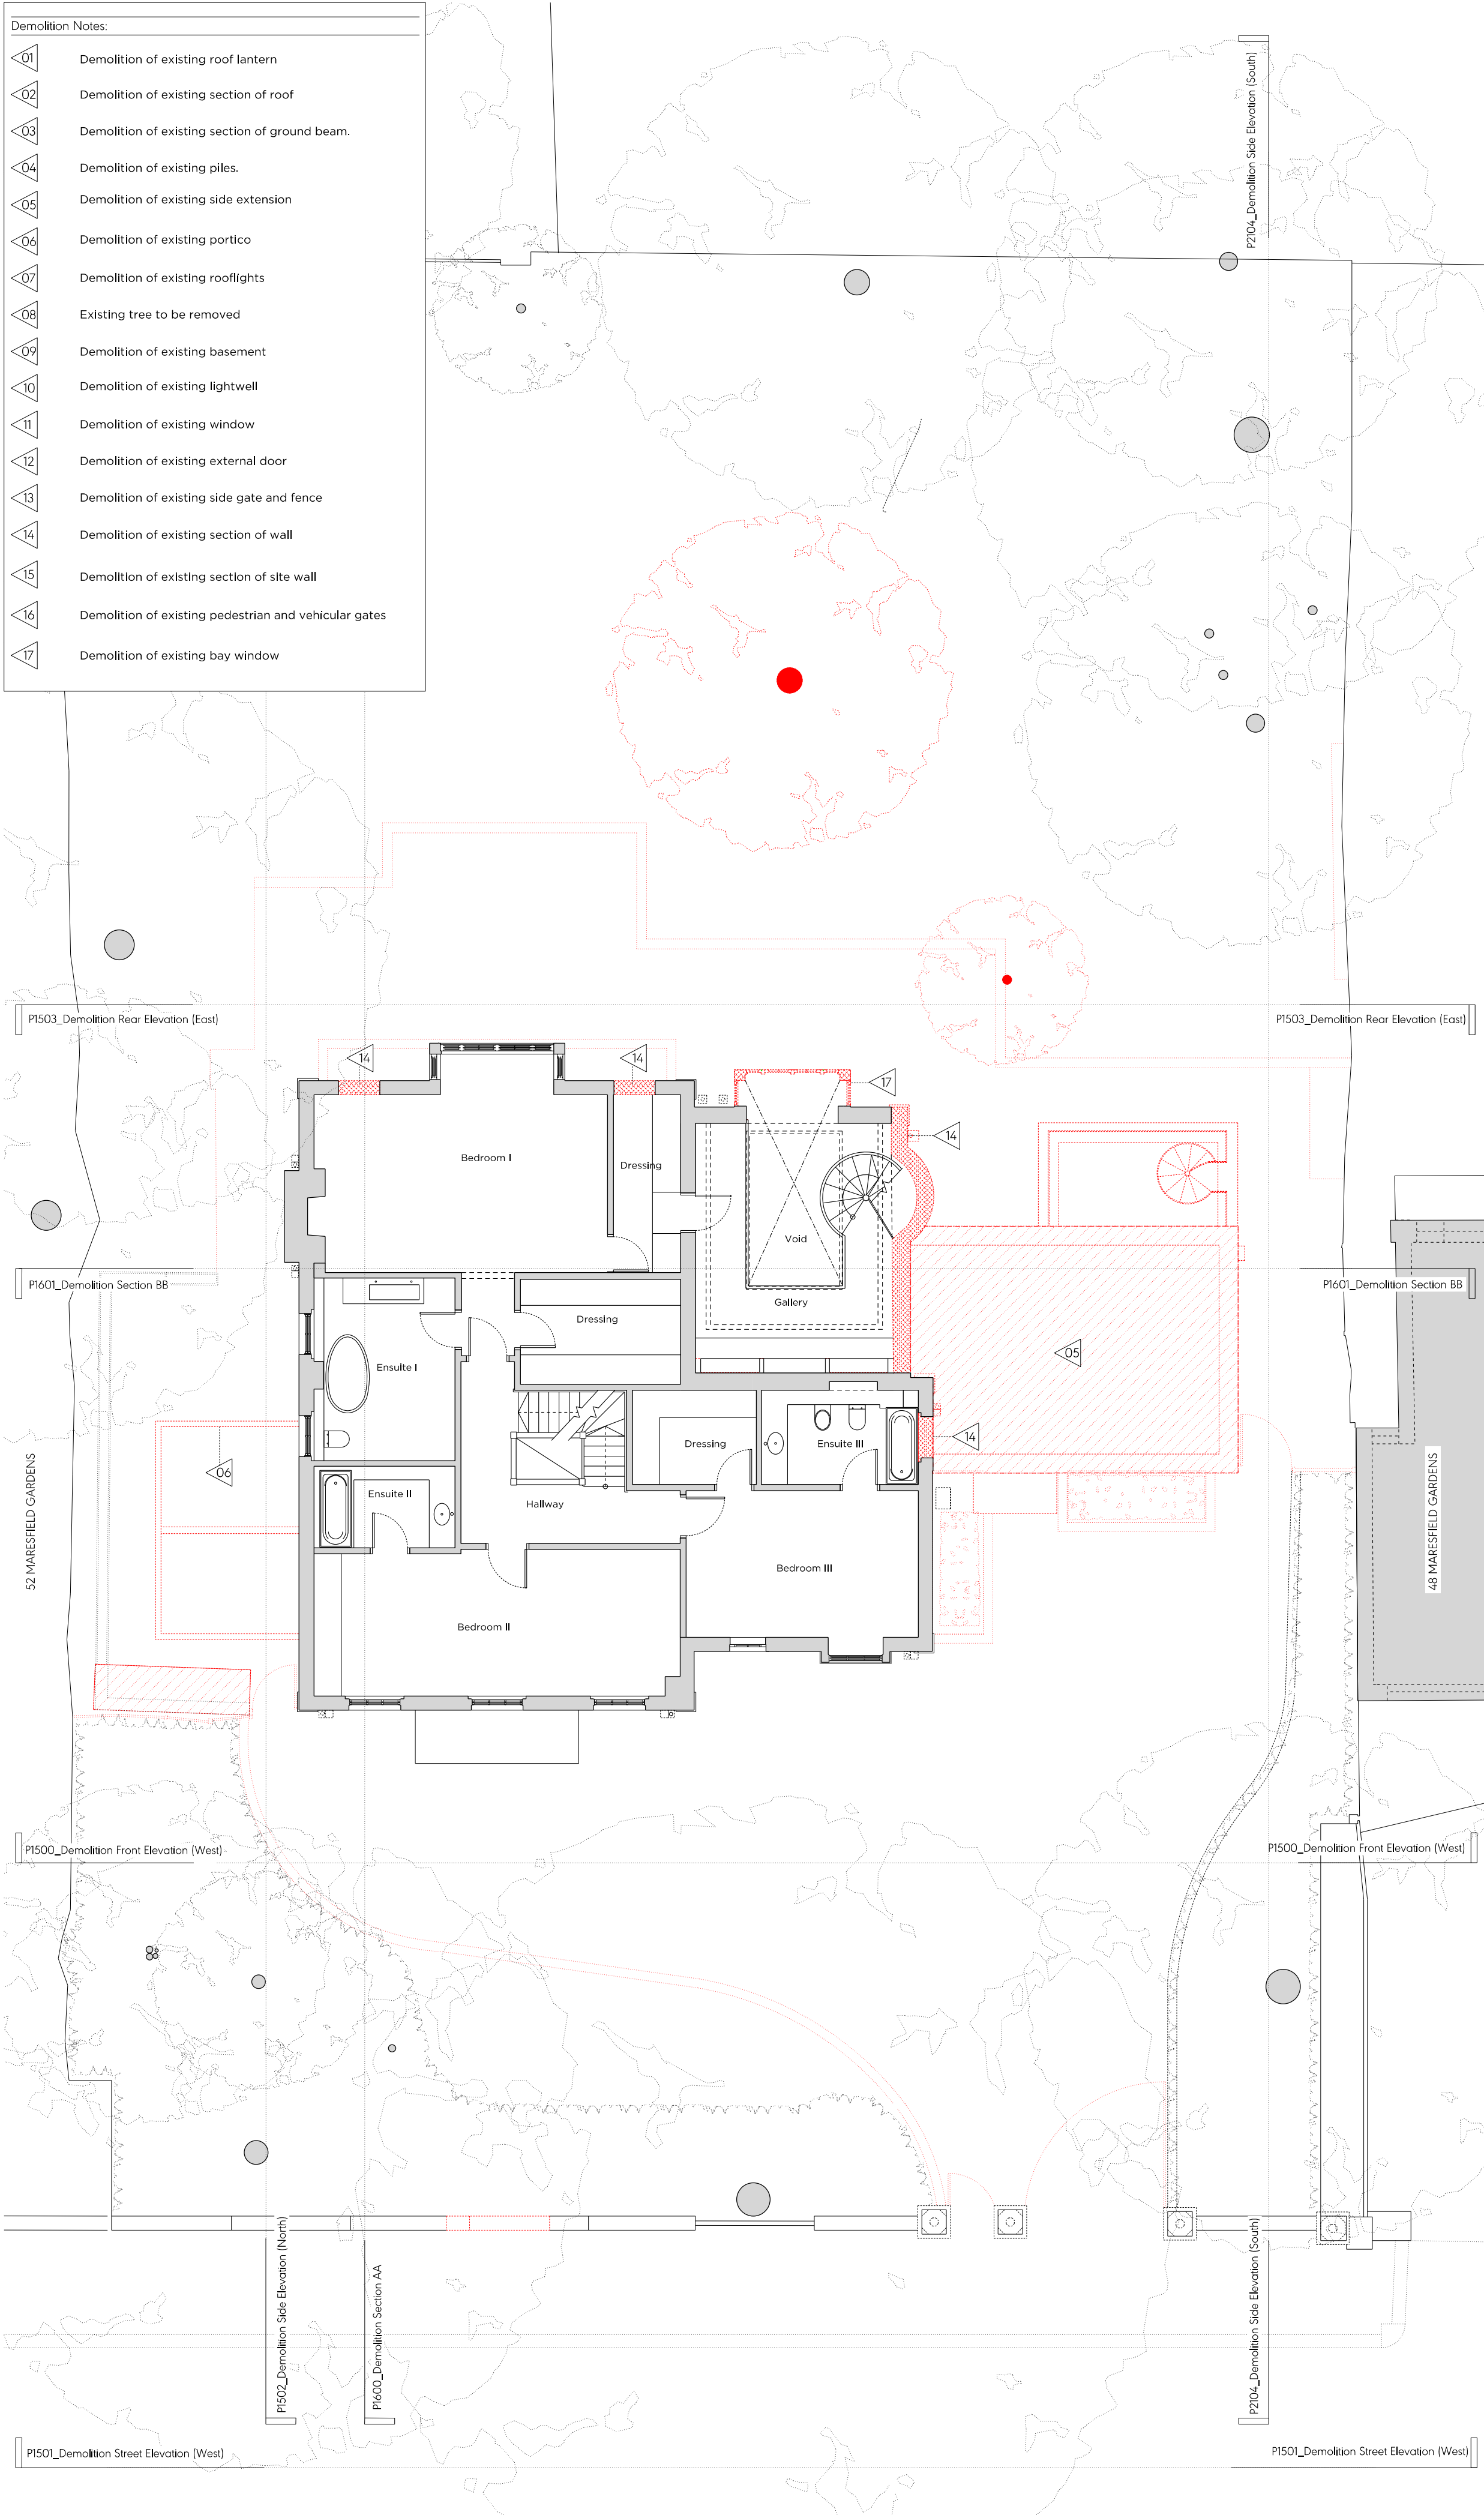 Demolition Notes:
01 Demolition of existing roof lantern
02 Demolition of existing section of roof
03 Demolition of existing section of ground beam.
04 Demolition of existing piles.
05 Demolition of existing side extension
06 Demolition of existing portico
07 Demolition of existing rooflights
08 Existing tree to be removed
09 Demolition of existing basement
10 Demolition of existing lightwell
11 Demolition of existing window
12 Demolition of existing external door
13 Demolition of existing side gate and fence
14 Demolition of existing section of wall
15 Demolition of existing section of site wall
16 Demolition of existing pedestrian and vehicular gates
17 Demolition of existing bay window
P2104_Demolition Side Elevation (South)
P1503_Demolition Rear Elevation (East)
P1503_Demolition Rear Elevation (East)
14
14
17
14
Bedroom I
Dressing
Void
P1601_Demolition Section BB
P1601_Demolition Section BB
Gallery
Dressing
05
Ensuite I
14
Dressing
Ensuite III
06
Ensuite II
Hallway
52 MARESFIELD GARDENS
48 MARESFIELD GARDENS
Bedroom III
Bedroom II
P1500_Demolition Front Elevation (West)
P1500_Demolition Front Elevation (West)
P1502_Demolition Side Elevation (North)
P1600_Demolition Section AA
P2104_Demolition Side Elevation (South)
P1501_Demolition Street Elevation (West)
P1501_Demolition Street Elevation (West)